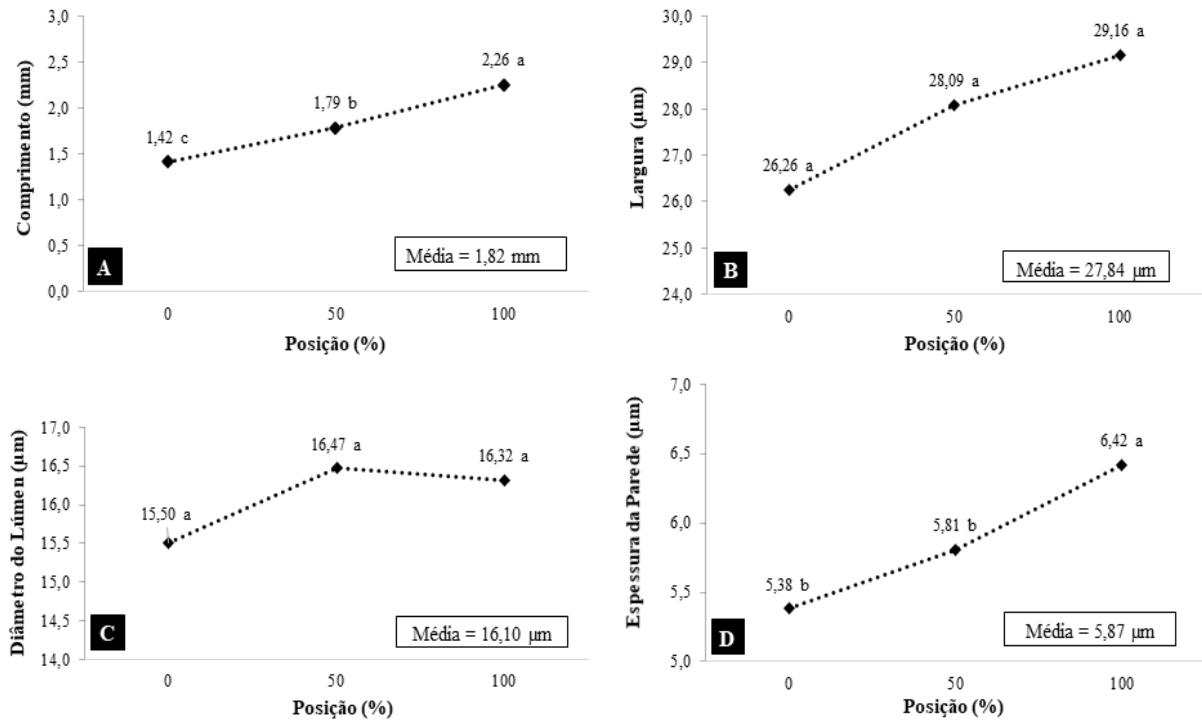 Comprimento (mm)
3,0
2,5
2,0
1,5
1,0
0,5
0,0
1,42 c
1,79 b
2,26 a
A
Média = 1,82 mm
0 50 100
Posição (%)
Largura (µm)
30,0
29,0
28,0
27,0
26,0
25,0
24,0
26,26 a
28,09 a
29,16 a
B
Média = 27,84 µm
0 50 100
Posição (%)
Diâmetro do Lúmen (µm)
17,0
16,5
16,0
15,5
15,0
14,5
14,0
15,50 a
16,47 a
16,32 a
C
Média = 16,10 µm
0 50 100
Posição (%)
Espessura da Parede (µm)
7,0
6,5
6,0
5,5
5,0
5,38 b
5,81 b
6,42 a
D
Média = 5,87 µm
0 50 100
Posição (%)